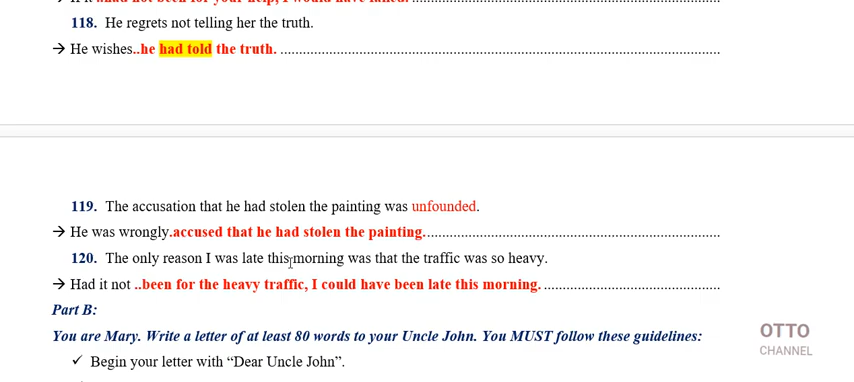 118. He regrets not telling her the truth.
→ He wishes..he had told the truth. ........................................................................................................................
119. The accusation that he had stolen the painting was unfounded.
→ He was wrongly.accused that he had stolen the painting................................................................................
120. The only reason I was late this morning was that the traffic was so heavy.
→ Had it not ..been for the heavy traffic, I could have been late this morning. ...............................................
Part B:
You are Mary. Write a letter of at least 80 words to your Uncle John. You MUST follow these guidelines:
✓ Begin your letter with “Dear Uncle John”.
OTTO
CHANNEL